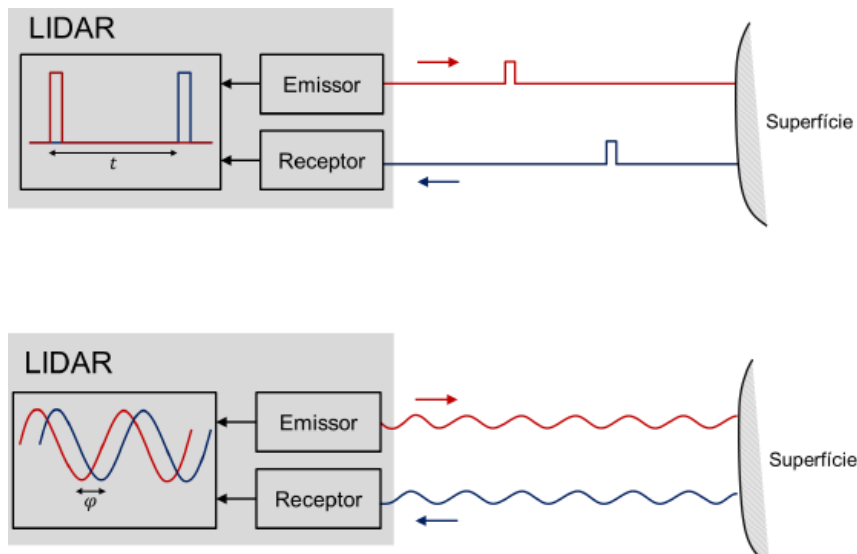 LIDAR
Emissor
t
Receptor
Superfície
LIDAR
Emissor
φ
Receptor
Superfície